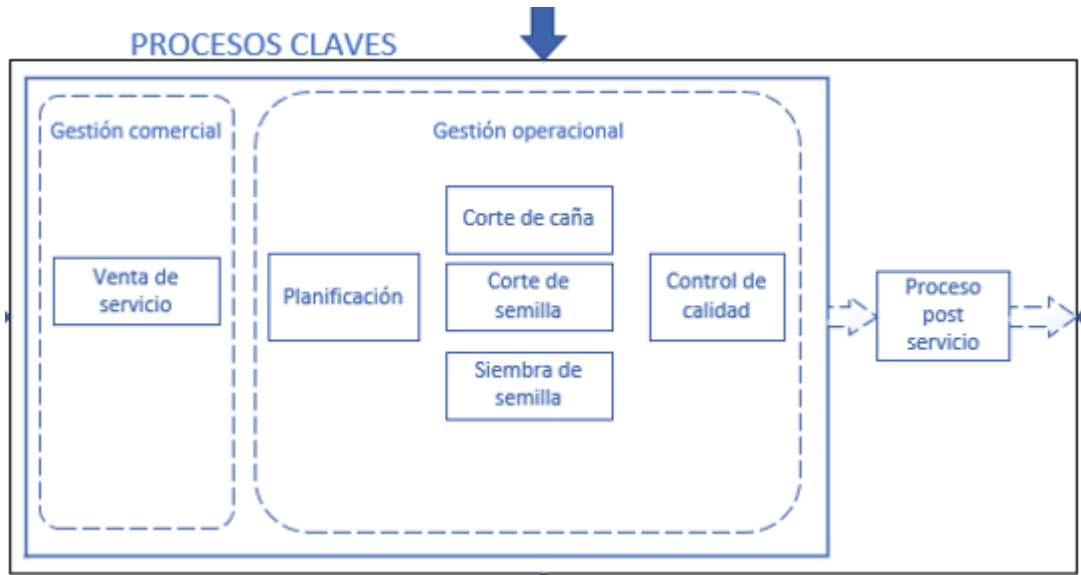 PROCESOS CLAVES
Gestión comercial
Venta de
servicio
Gestión operacional
Planificación
Corte de caña
Corte de
semilla
Siembra de
semilla
Control de
calidad
Proceso
post
servicio